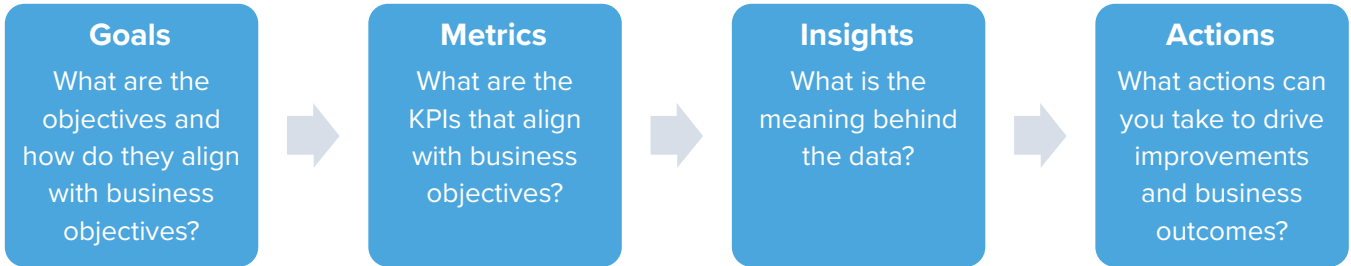 Goals
What are the
objectives and
how do they align
with business
objectives?
Metrics
What are the
KPIs that align
with business
objectives?
Insights
What is the
meaning behind
the data?
Actions
What actions can
you take to drive
improvements
and business
outcomes?